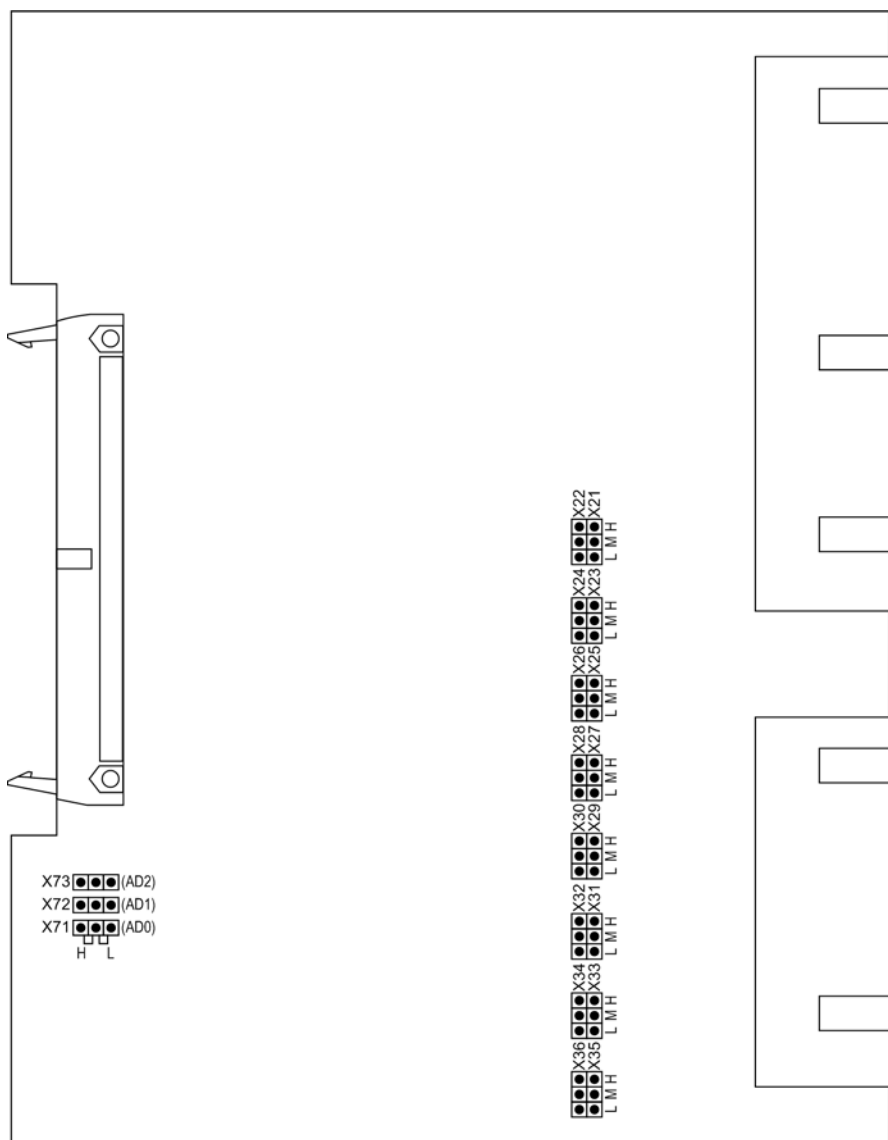 X22 X21
L M H
X24 X23
L M H
X26 X25
L M H
X28 X27
L M H
X30 X29
L M H
X32 X31
L M H
X34 X33
L M H
X36 X35
L M H
X73 (AD2)
X72 (AD1)
X71 (AD0)
H L